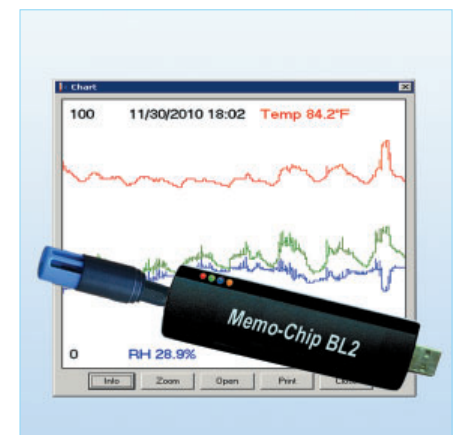 Chart
100 11/30/2010 18:02 Temp 84.2°F
Memo-Chip BL2
0 RH 28.9%
Info Zoom Open Print